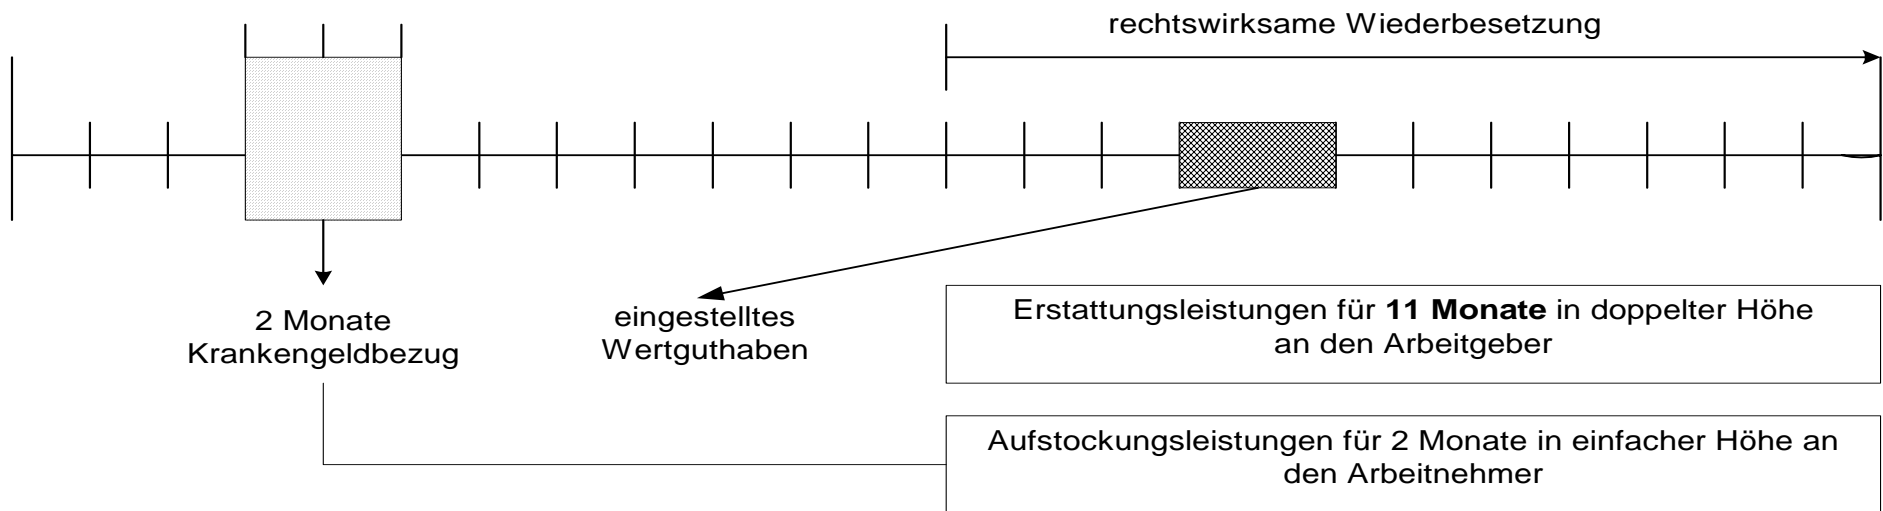 rechtswirksame Wiederbesetzung
2 Monate
Krankengeldbezug
eingestelltes
Wertguthaben
Erstattungsleistungen für 11 Monate in doppelter Höhe
an den Arbeitgeber
Aufstockungsleistungen für 2 Monate in einfacher Höhe an
den Arbeitnehmer